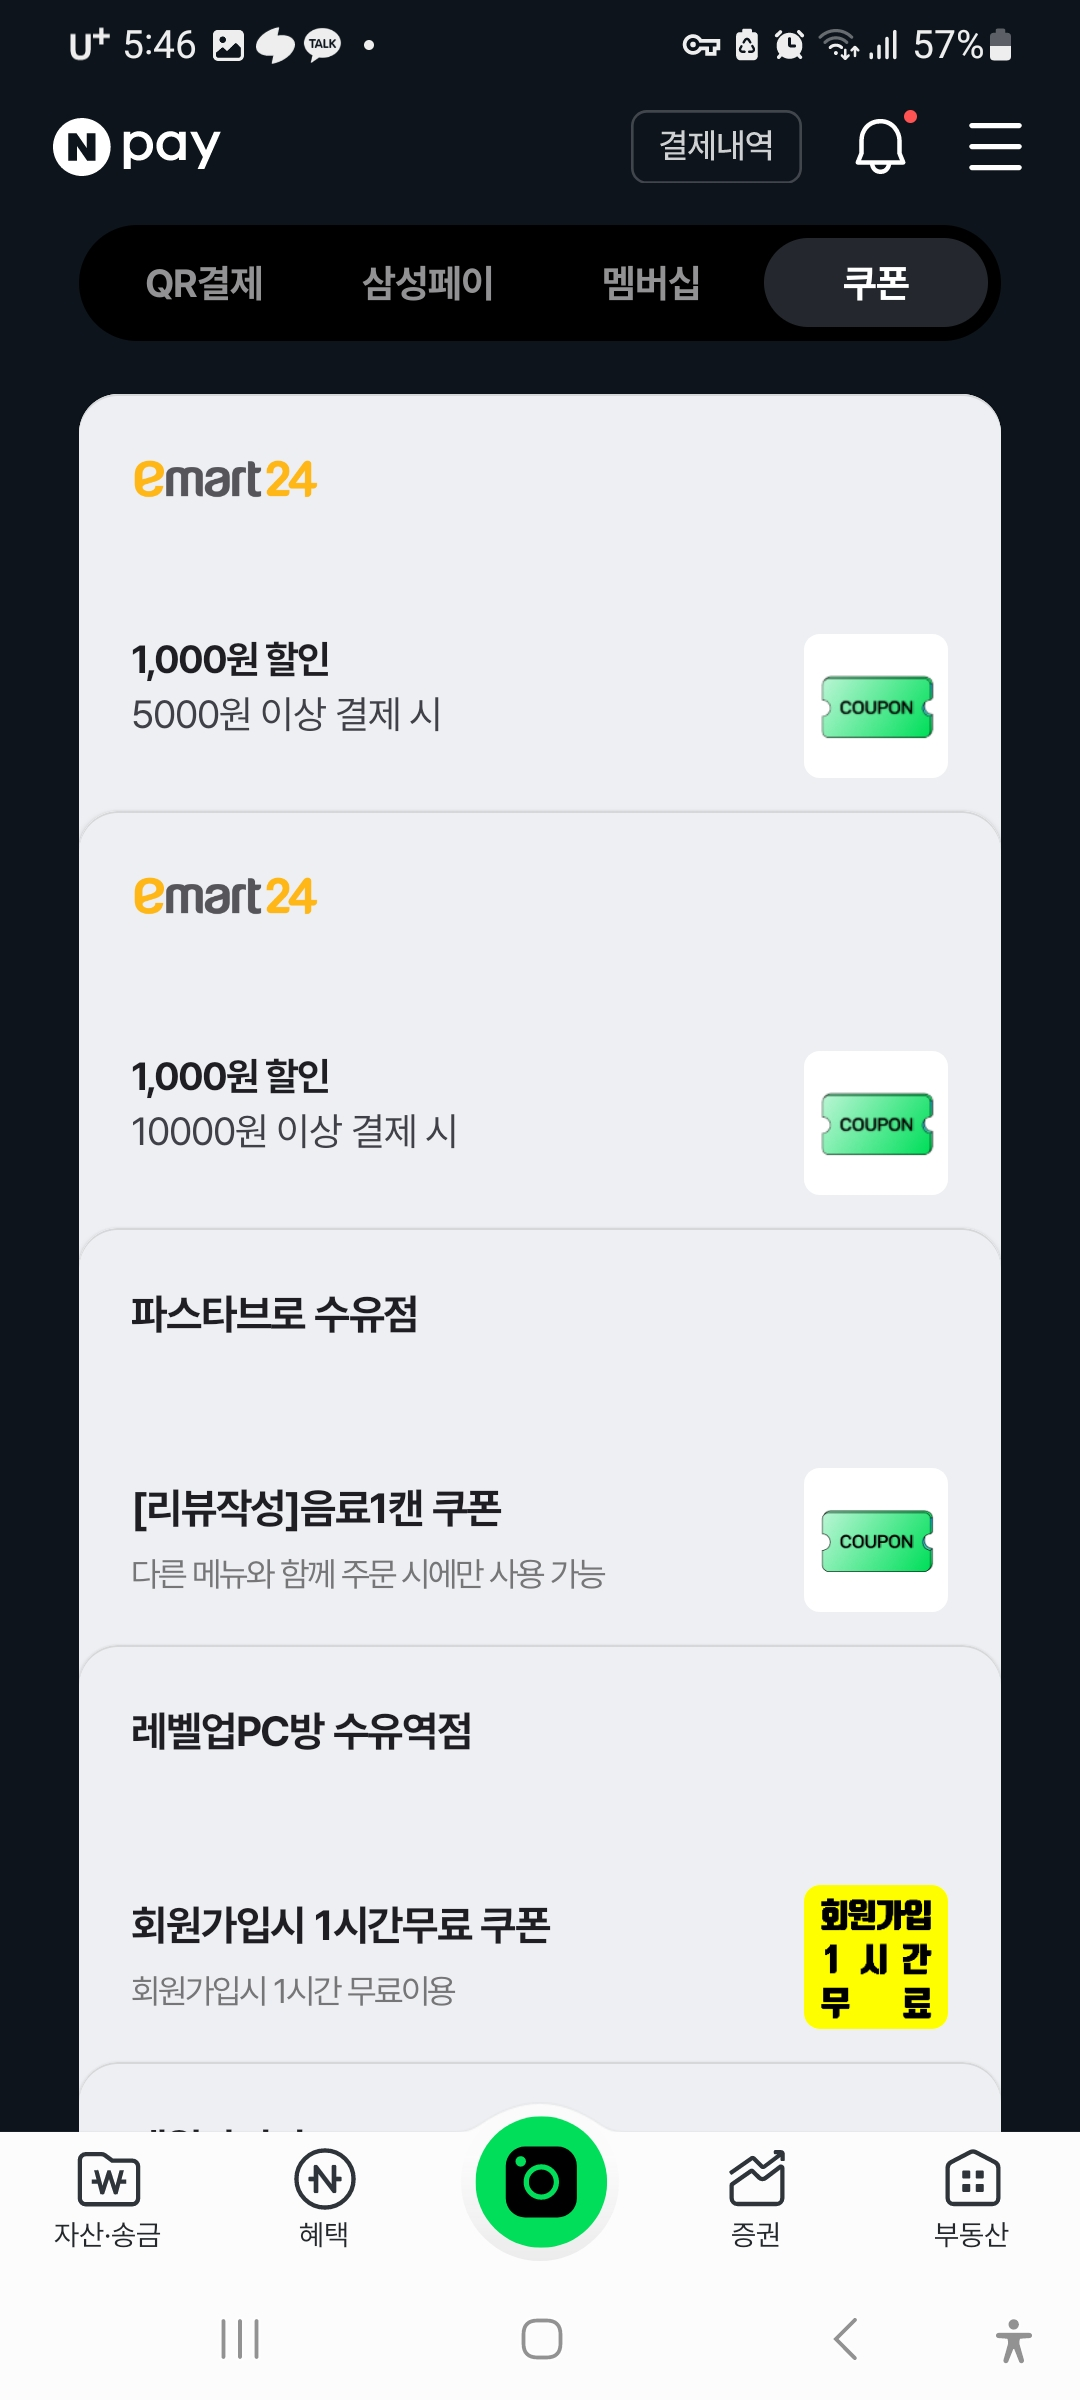 U+ 5:46 TALK 57%
N pay 결제내역
QR결제 삼성페이 멤버십 쿠폰
emart24
1,000원 할인
5000원 이상 결제 시
COUPON
emart24
1,000원 할인
10000원 이상 결제 시
COUPON
파스타브로 수유점
[리뷰작성]음료1캔 쿠폰
다른 메뉴와 함께 주문 시에만 사용 가능
COUPON
레벨업PC방 수유역점
회원가입시 1시간무료 쿠폰
회원가입시 1시간 무료이용
회원가입
1 시 간
무 료
자산·송금 혜택 증권 부동산